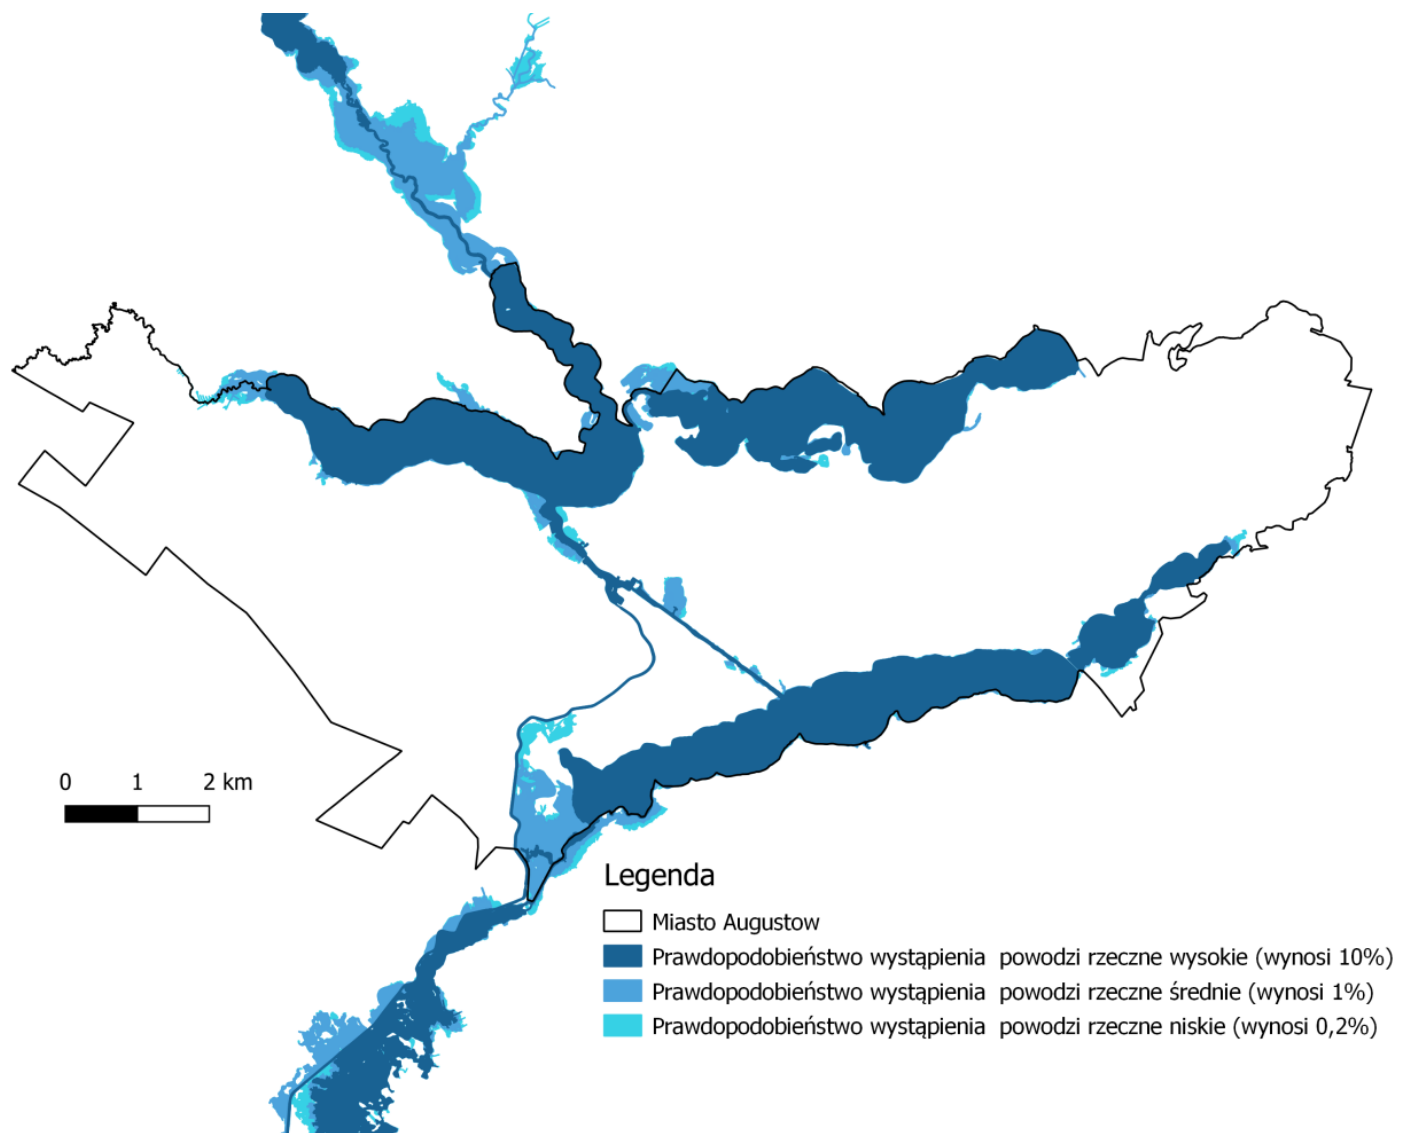 0 1 2 km
Legenda
Miasto Augustow
Prawdopodobieństwo wystąpienia powodzi rzeczne wysokie (wynosi 10%)
Prawdopodobieństwo wystąpienia powodzi rzeczne średnie (wynosi 1%)
Prawdopodobieństwo wystąpienia powodzi rzeczne niskie (wynosi 0,2%)